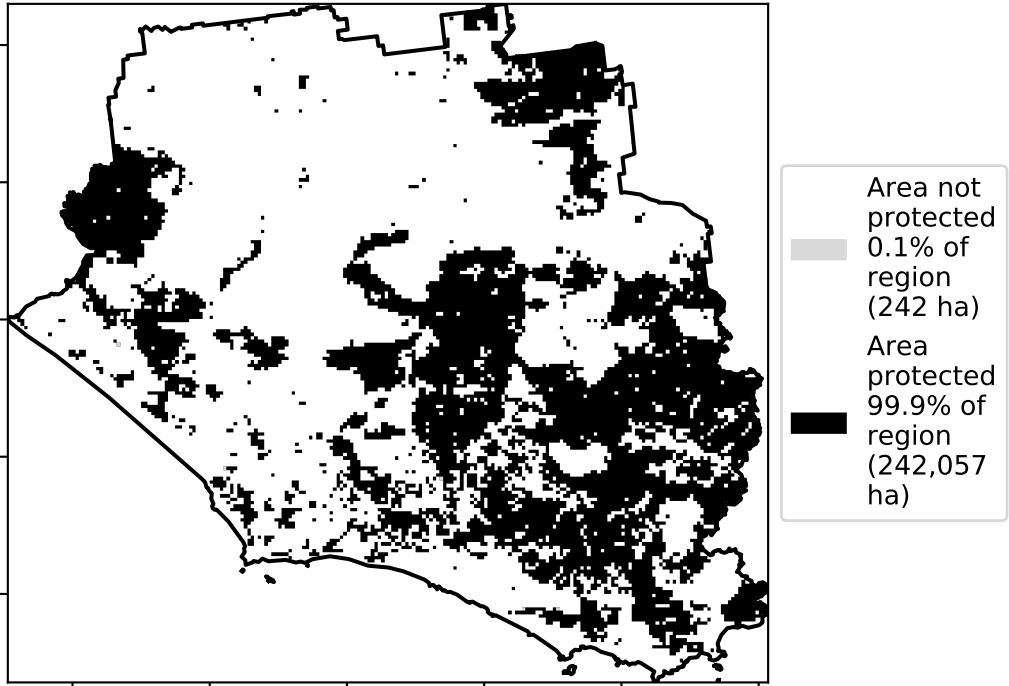 Area not
protected
0.1% of
region
(242 ha)
Area
protected
99.9% of
region
(242,057
ha)